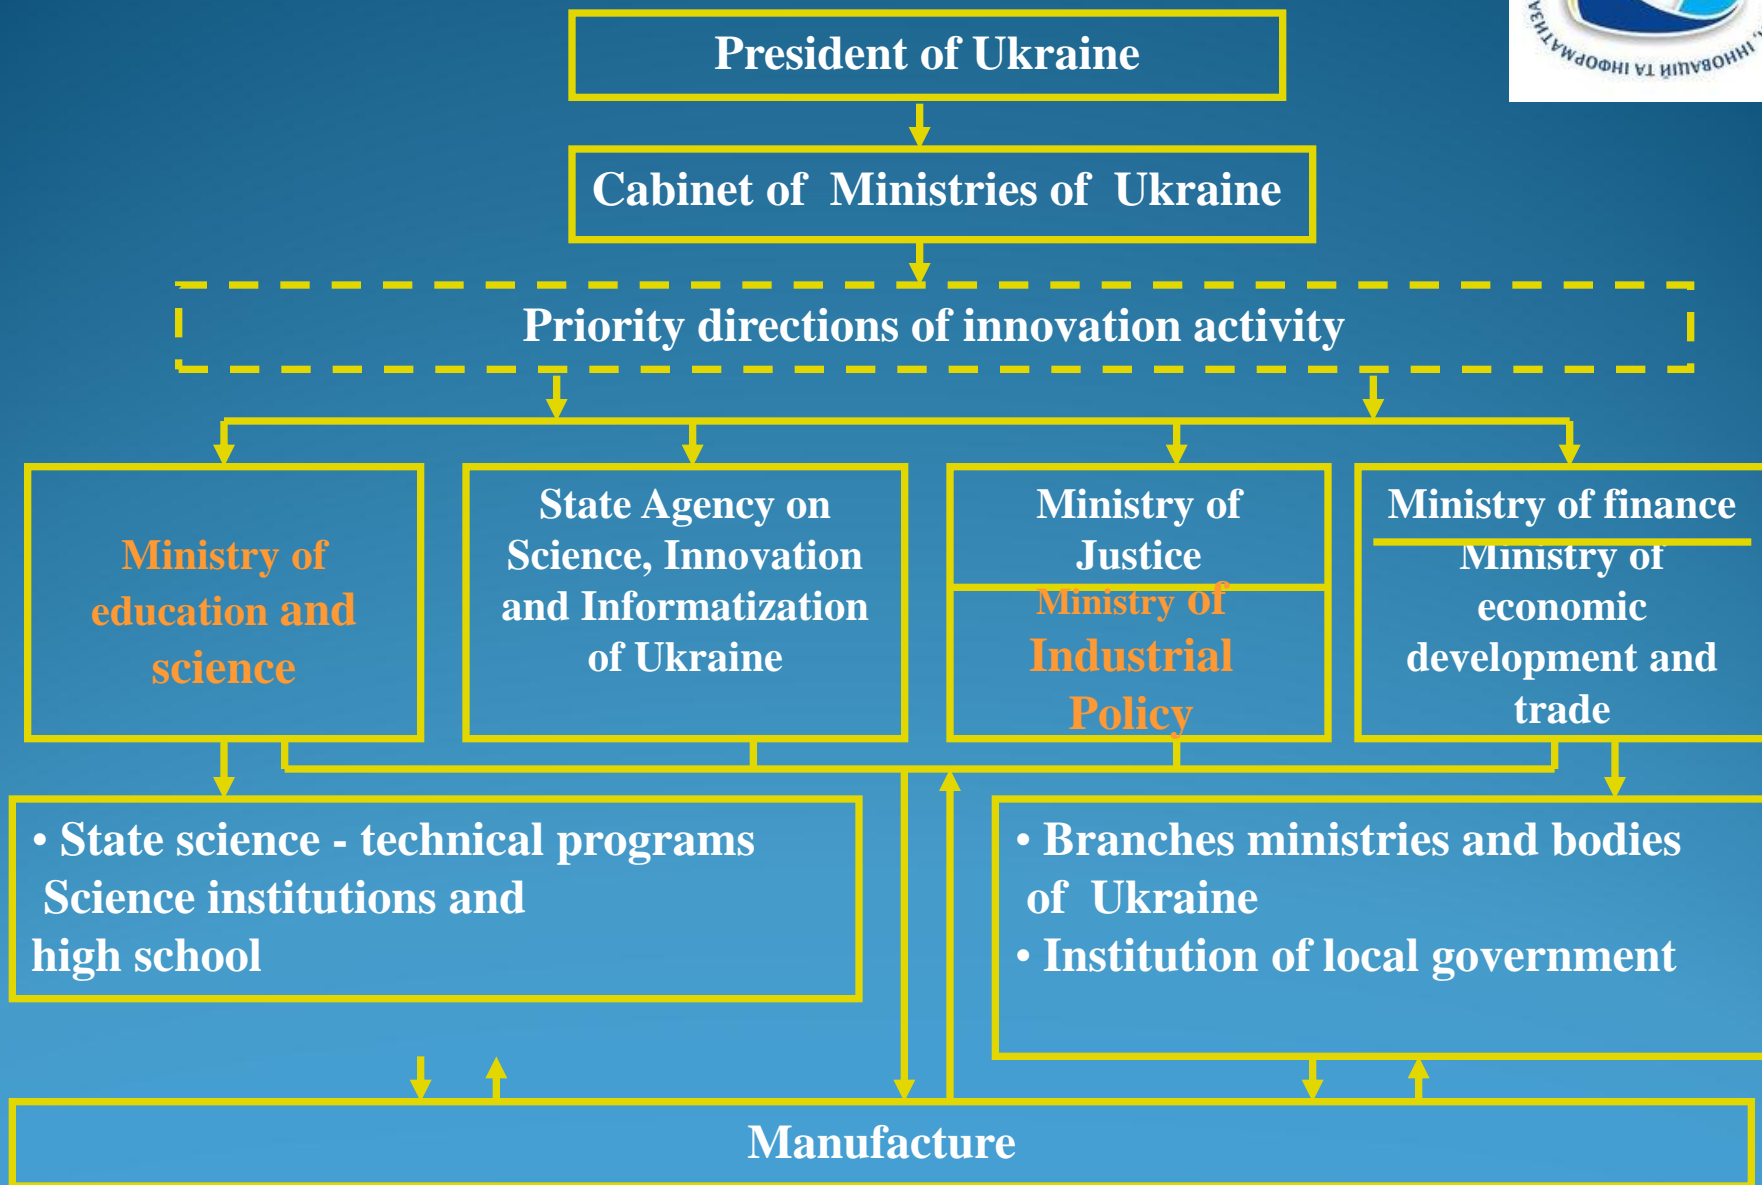 President of Ukraine
Cabinet of Ministries of Ukraine
Priority directions of innovation activity
Ministry of
education and
science
State Agency on
Science, Innovation
and Informatization
of Ukraine
Ministry of
Justice
Ministry of
Industrial
Policy
Ministry of finance
Ministry of
economic
development and
trade
• State science - technical programs
Science institutions and
high school
• Branches ministries and bodies
of Ukraine
• Institution of local government
Manufacture
ТА